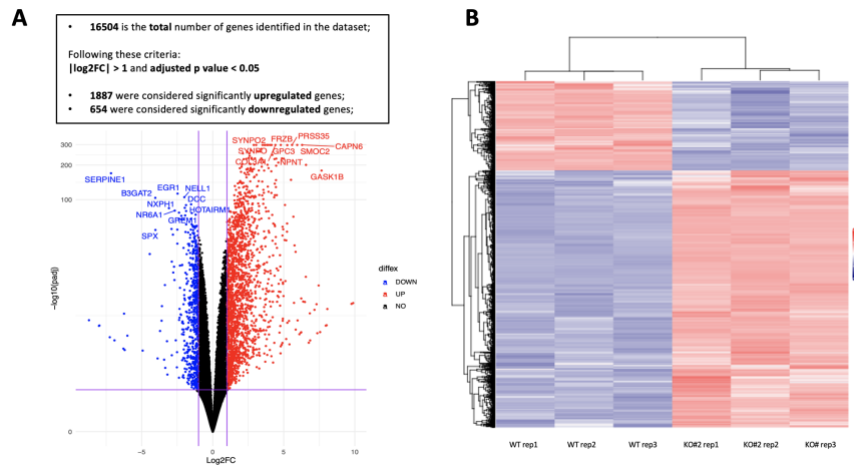 A
• 16504 is the total number of genes identified in the dataset;
Following these criteria:
|log2FC| > 1 and adjusted p value < 0.05
• 1887 were considered significantly upregulated genes;
• 654 were considered significantly downregulated genes;
300
200
100
0
-log10(padj)
SYNPO2
FRZB
PRSS35
CAPN6
GPC3
SMOC2
NPNT
GASK1B
SERPINE1
B3GAT2
EGR1
NELL1
DCC
NXPH1
HOTAIRM1
NR6A1
GREM1
SPX
−5
0
5
10
Log2FC
diffex
a DOWN
a UP
a NO
B
WT rep1
WT rep2
WT rep3
KO#2 rep1
KO#2 rep2
KO# rep3